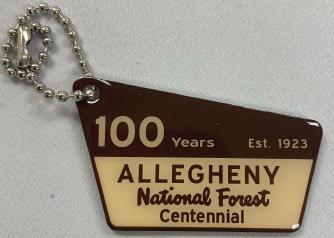 100 Years Est. 1923
ALLEGHENY
National Forest
Centennial